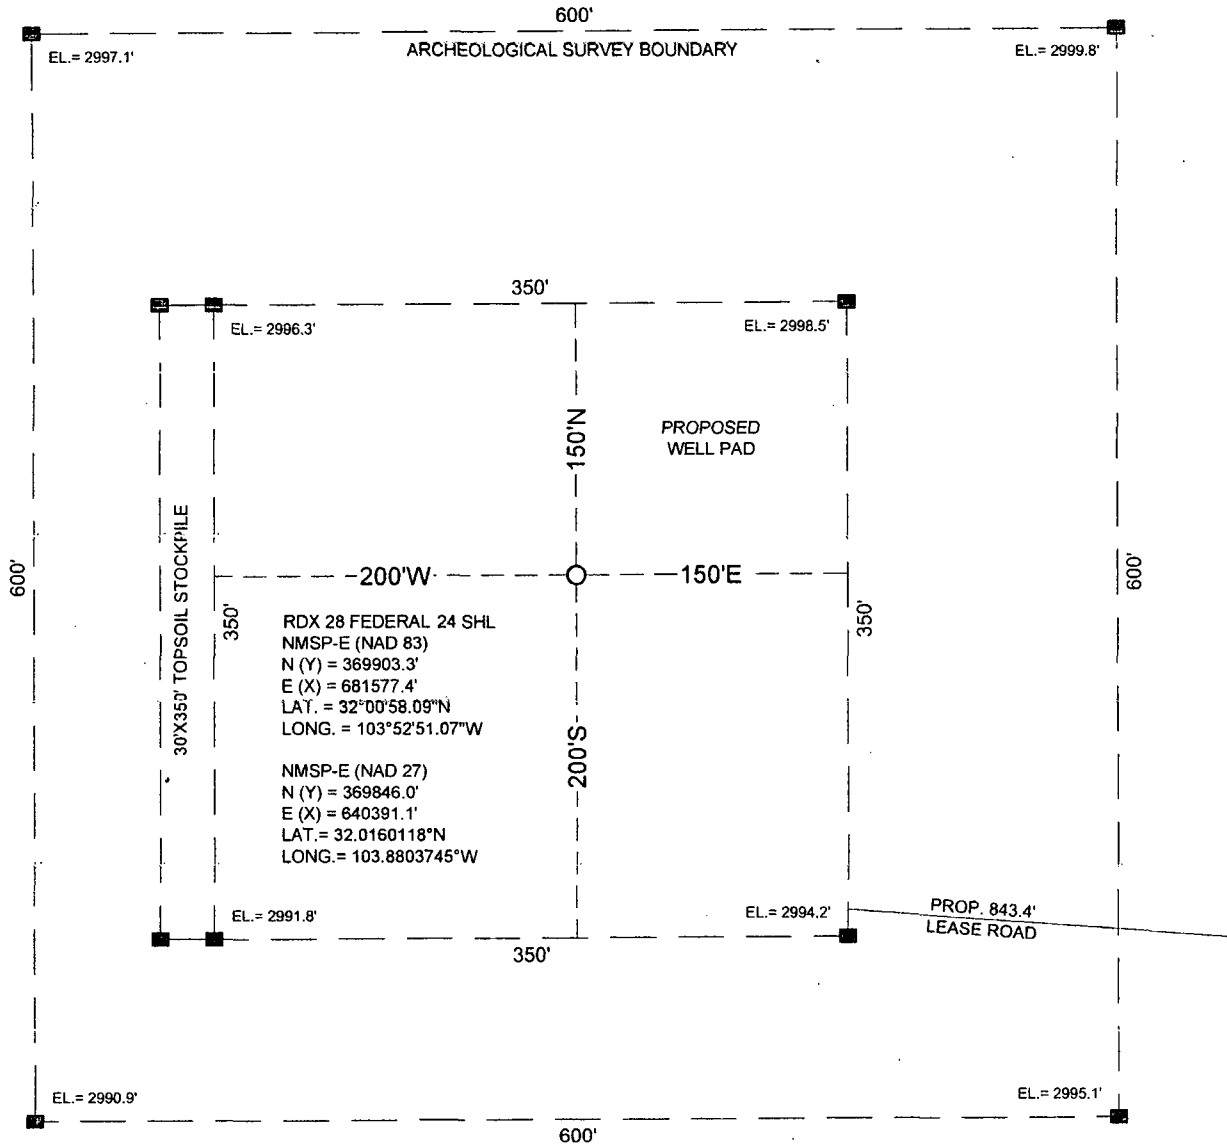 600'
ARCHEOLOGICAL SURVEY BOUNDARY
EL.= 2997.1'
EL.= 2999.8'
350'
EL.= 2996.3'
EL.= 2998.5'
150'N
PROPOSED
WELL PAD
30'X350' TOPSOIL STOCKPILE
600'
200'W
150'E
600'
350'
350'
RDX 28 FEDERAL 24 SHL
NMSP-E (NAD 83)
N (Y) = 369903.3'
E (X) = 681577.4'
LAT. = 32°00'58.09"N
LONG. = 103°52'51.07"W
200'S
NMSP-E (NAD 27)
N (Y) = 369846.0'
E (X) = 640391.1'
LAT.= 32.0160118°N
LONG.= 103.8803745°W
EL.= 2991.8'
EL.= 2994.2'
PROP. 843.4'
LEASE ROAD
350'
EL.= 2990.9'
EL.= 2995.1'
600'